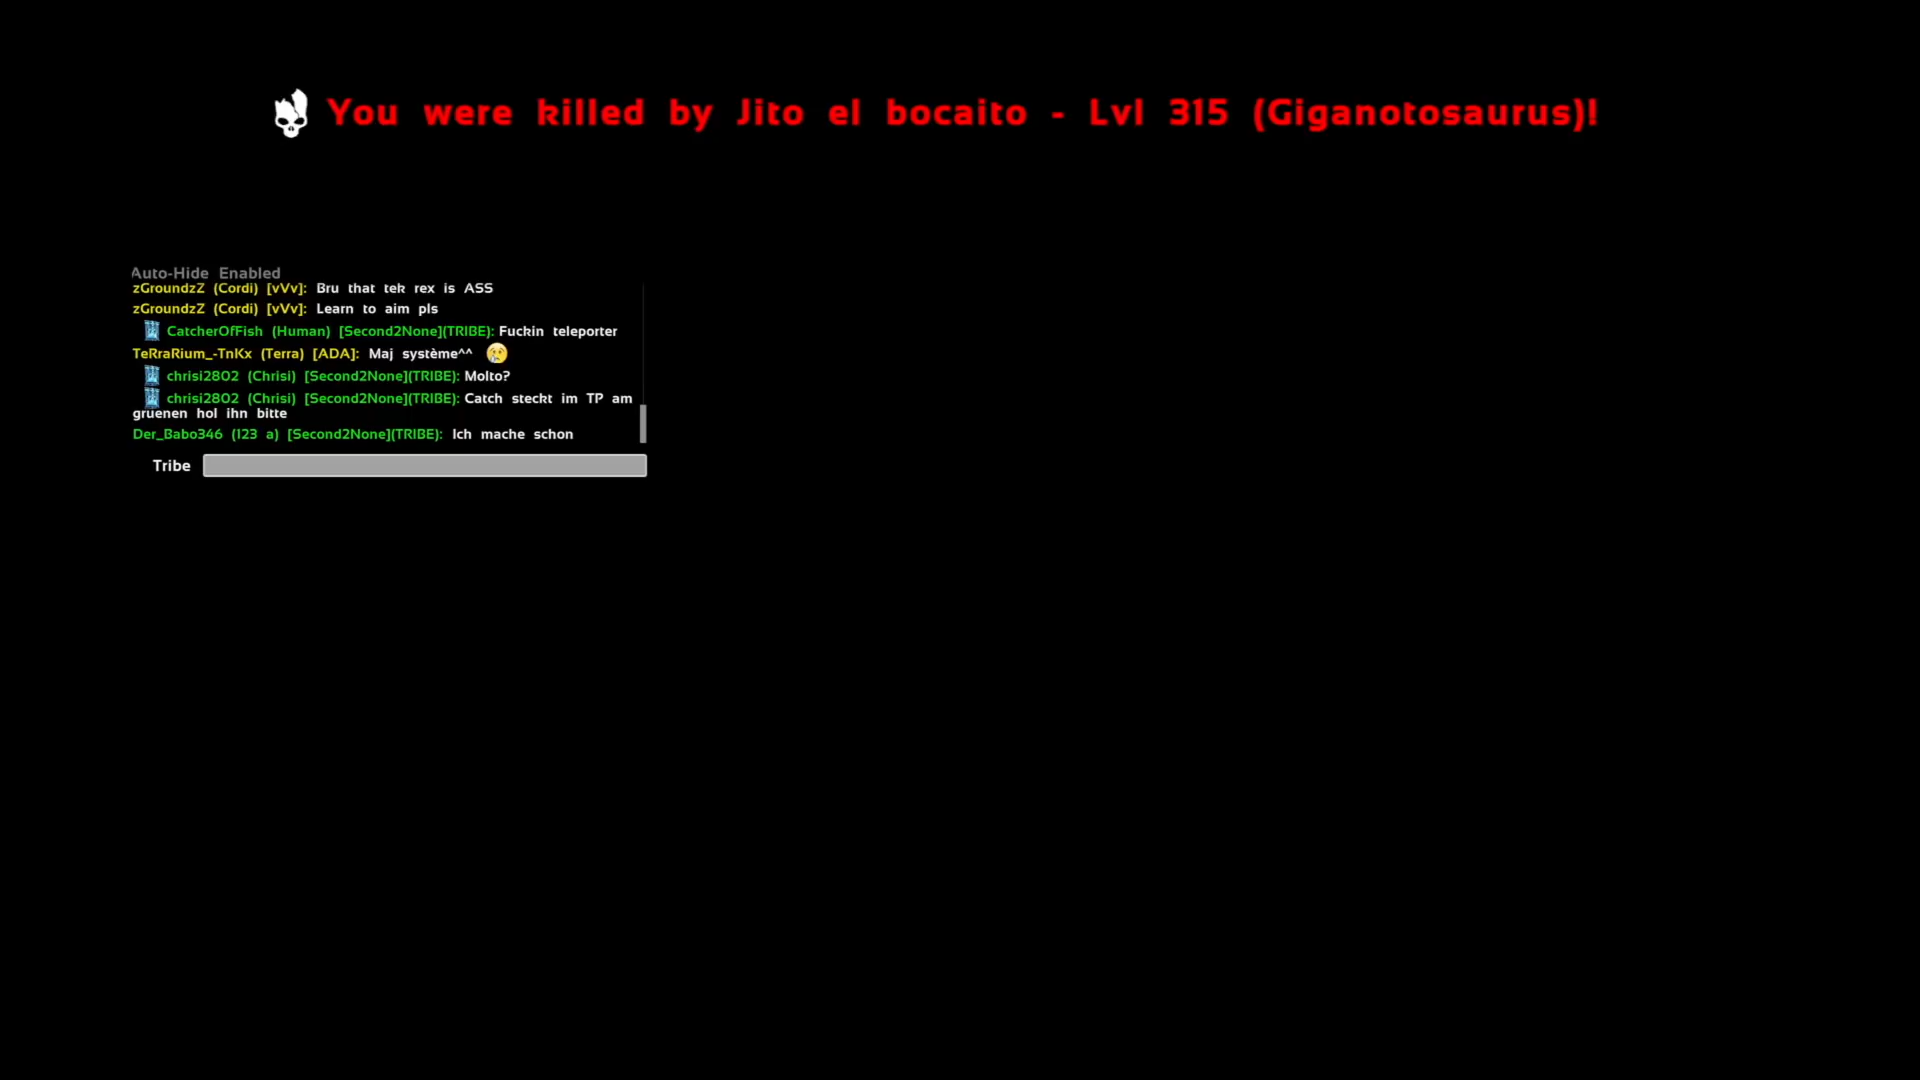 You were killed by Jito el bocaito - Lvl 315 (Giganotosaurus)!
Auto-Hide Enabled
zGroundzZ (Cordi) [vVv]: Bru that tek rex is ASS
zGroundzZ (Cordi) [vVv]: Learn to aim pls
CatcherOfFish (Human) [Second2None](TRIBE): Fuckin teleporter
TeRraRium_-TnKx (Terra) [ADA]: Maj système^^ 😢
chrisi2802 (Chrisi) [Second2None](TRIBE): Molto?
chrisi2802 (Chrisi) [Second2None](TRIBE): Catch steckt im TP am
gruenen hol ihn bitte
Der_Babo346 (123 a) [Second2None](TRIBE): Ich mache schon
Tribe